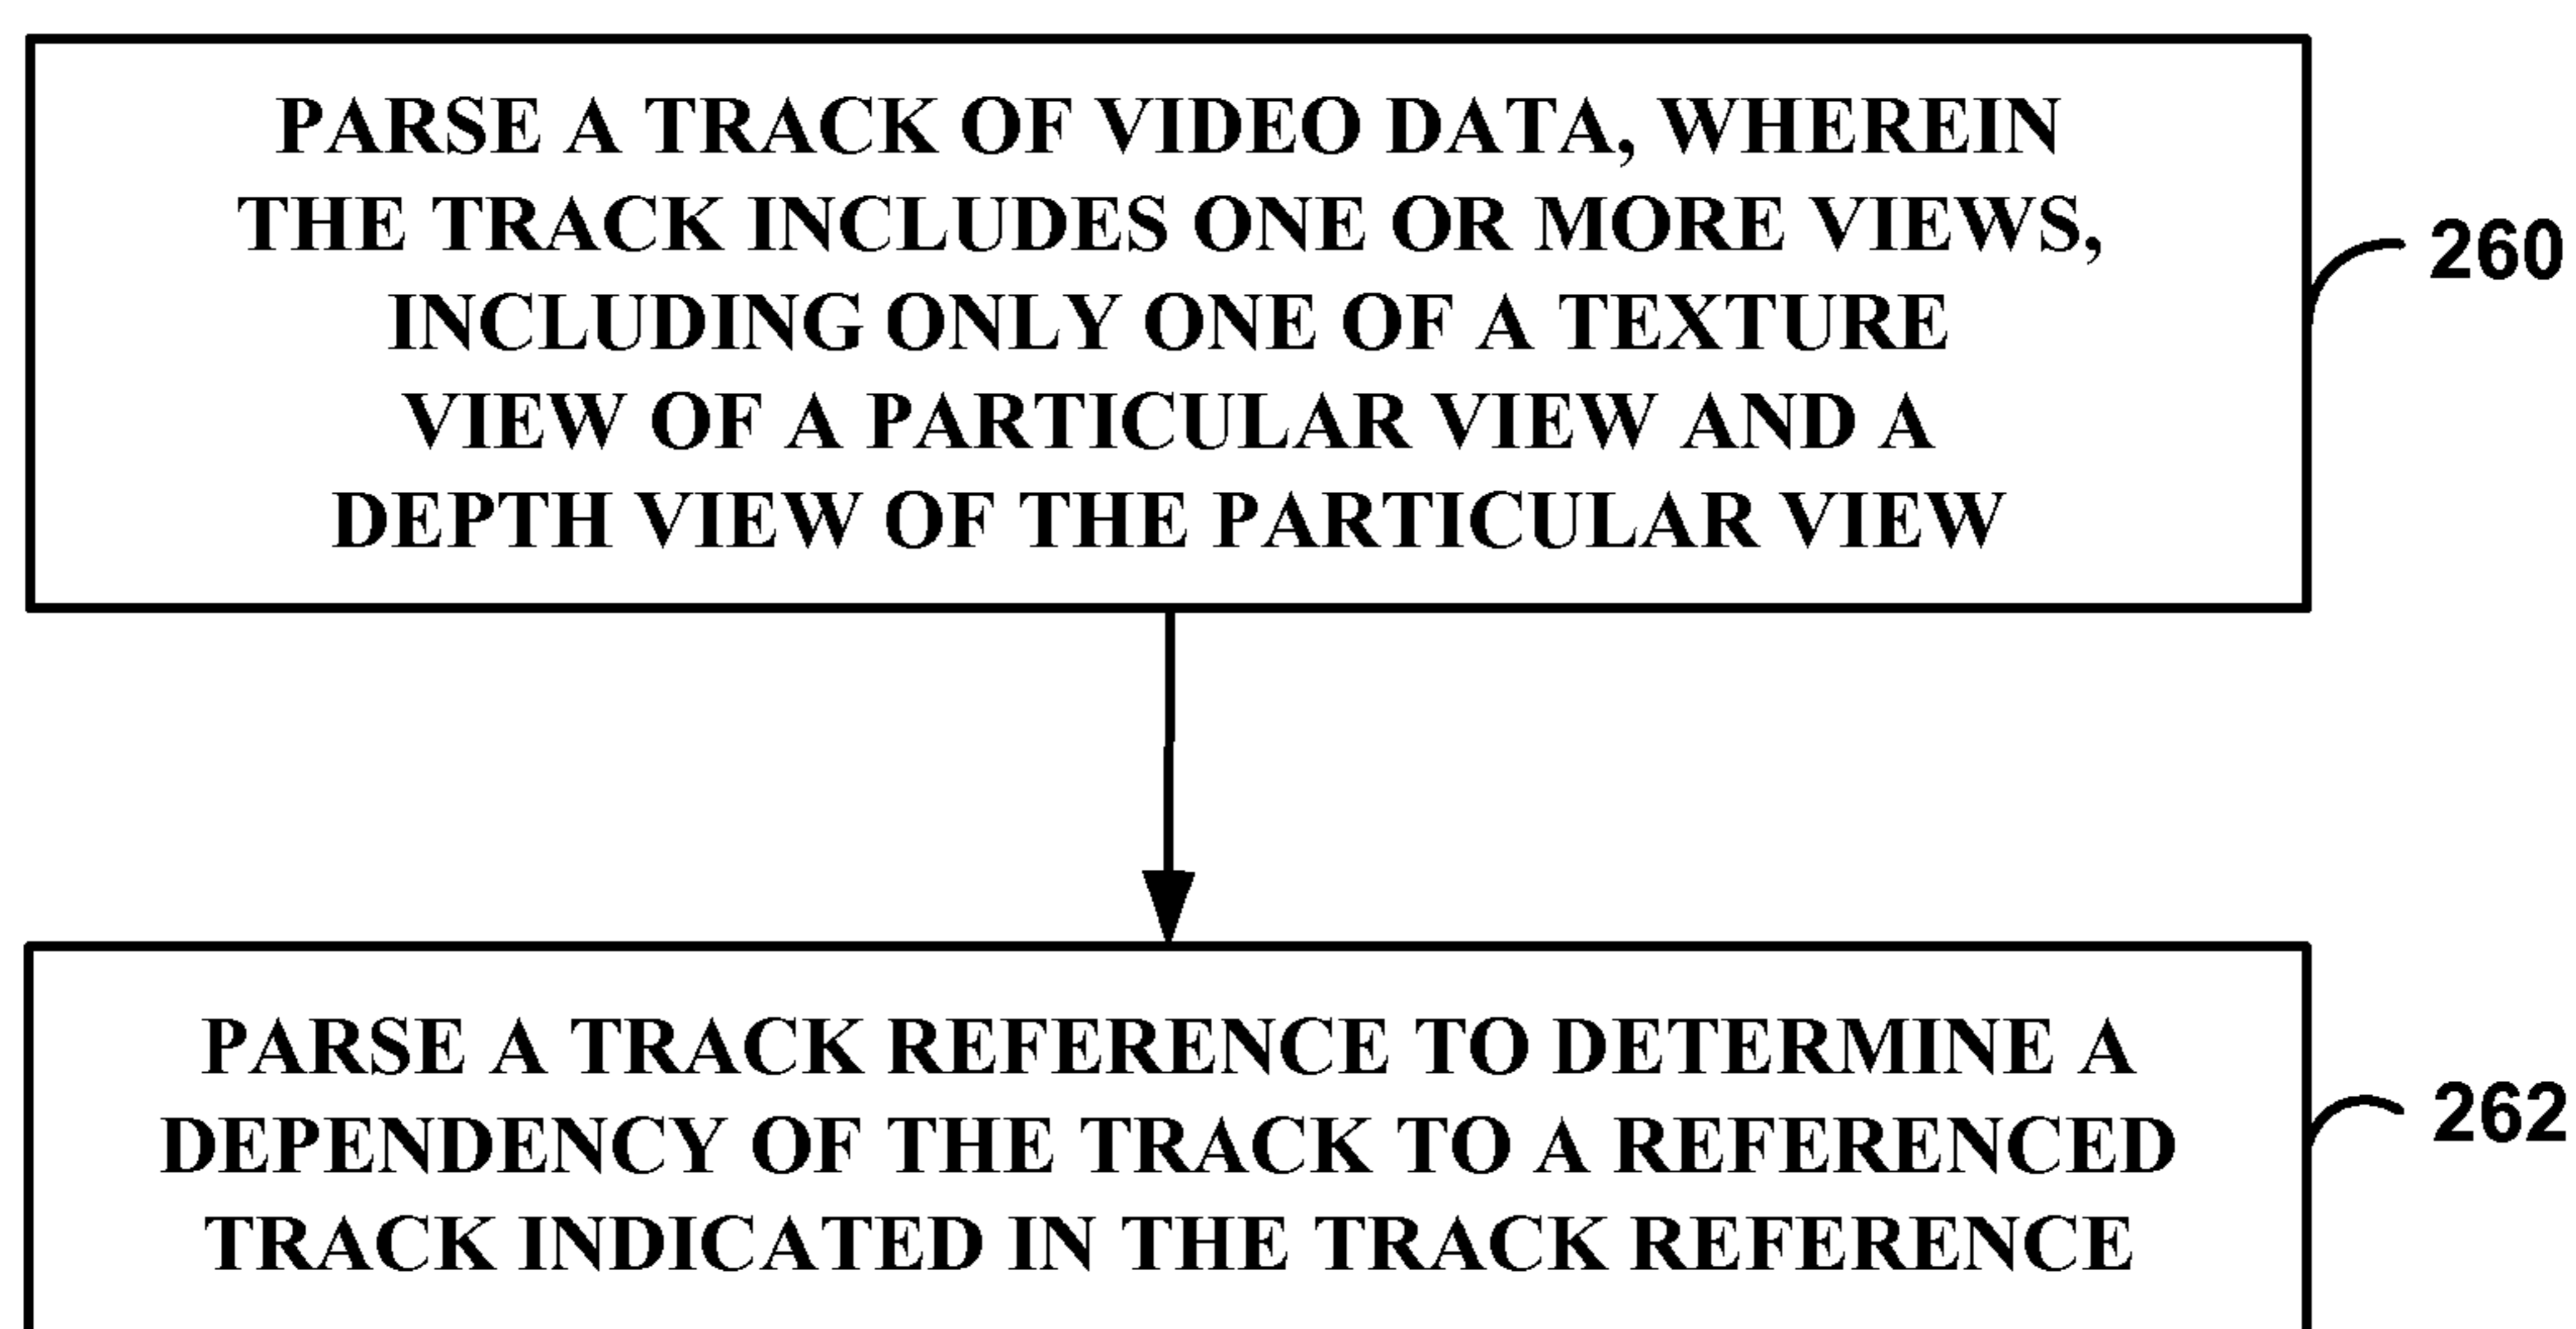 PARSE A TRACK OF VIDEO DATA, WHEREIN
THE TRACK INCLUDES ONE OR MORE VIEWS,
INCLUDING ONLY ONE OF A TEXTURE
VIEW OF A PARTICULAR VIEW AND A
DEPTH VIEW OF THE PARTICULAR VIEW
260
PARSE A TRACK REFERENCE TO DETERMINE A
DEPENDENCY OF THE TRACK TO A REFERENCED
TRACK INDICATED IN THE TRACK REFERENCE
262